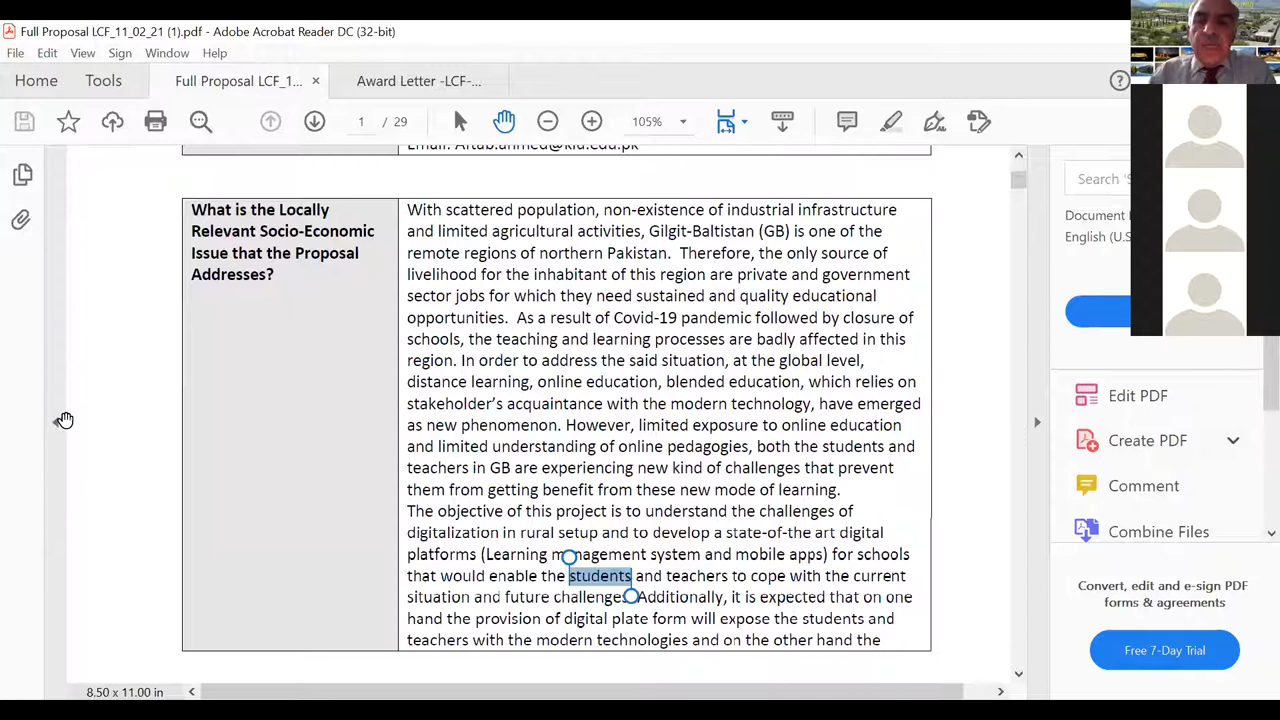 Full Proposal LCF_11_02_21 (1).pdf - Adobe Acrobat Reader DC (32-bit)
File Edit View Sign Window Help
Home Tools Full Proposal LCF_1... × Award Letter -LCF-...
1 / 29 105%
Email: Aftab.ahmed@kiu.edu.pk
What is the Locally
Relevant Socio-Economic
Issue that the Proposal
Addresses?
With scattered population, non-existence of industrial infrastructure
and limited agricultural activities, Gilgit-Baltistan (GB) is one of the
remote regions of northern Pakistan. Therefore, the only source of
livelihood for the inhabitant of this region are private and government
sector jobs for which they need sustained and quality educational
opportunities. As a result of Covid-19 pandemic followed by closure of
schools, the teaching and learning processes are badly affected in this
region. In order to address the said situation, at the global level,
distance learning, online education, blended education, which relies on
stakeholder's acquaintance with the modern technology, have emerged
as new phenomenon. However, limited exposure to online education
and limited understanding of online pedagogies, both the students and
teachers in GB are experiencing new kind of challenges that prevent
them from getting benefit from these new mode of learning.
The objective of this project is to understand the challenges of
digitalization in rural setup and to develop a state-of-the art digital
platforms (Learning management system and mobile apps) for schools
that would enable the students and teachers to cope with the current
situation and future challenges. Additionally, it is expected that on one
hand the provision of digital plate form will expose the students and
teachers with the modern technologies and on the other hand the
8.50 x 11.00 in
Search 'S
Document
English (U.S
Edit PDF
Create PDF
Comment
Combine Files
Convert, edit and e-sign PDF
forms & agreements
Free 7-Day Trial